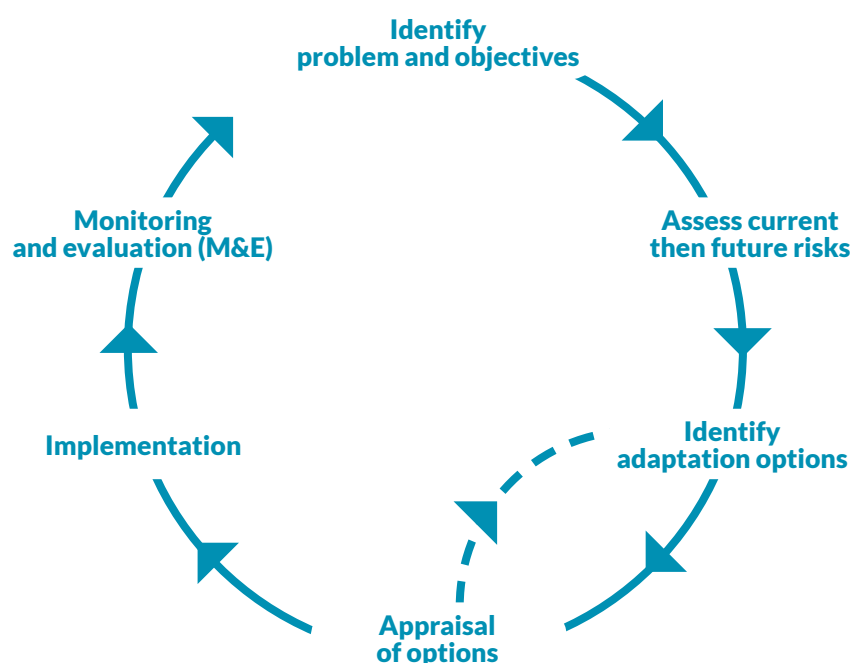 Identify
problem and objectives
Assess current
then future risks
Identify
adaptation options
Appraisal
of options
Implementation
Monitoring
and evaluation (M&E)